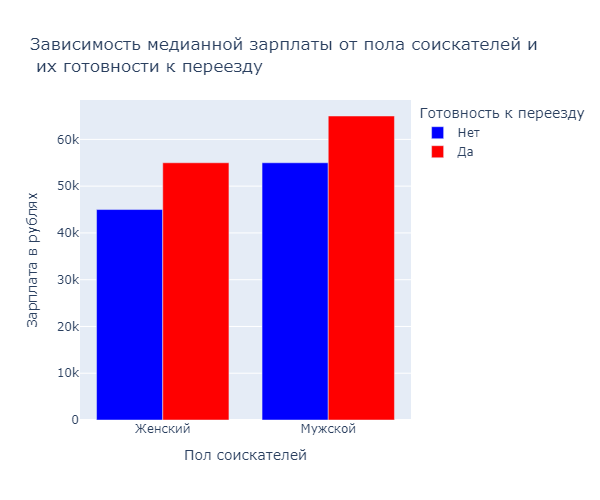 Зависимость медианной зарплаты от пола соискателей и
их готовности к переезду
Готовность к переезду
Нет
Да
Зарплата в рублях
60k
50k
40k
30k
20k
10k
0
Женский
Мужской
Пол соискателей